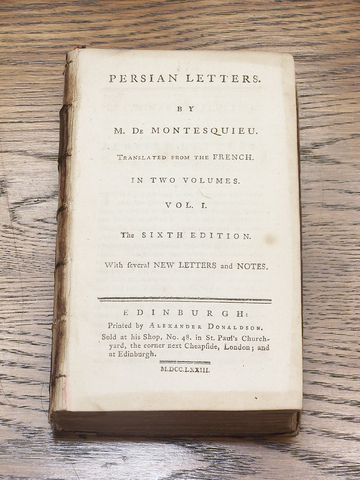 PERSIAN LETTERS.
BY
M. DE MONTESQUIEU.
TRANSLATED FROM THE FRENCH.
IN TWO VOLUMES.
VOL. I.
The SIXTH EDITION.
With ſeveral NEW LETTERS and NOTES.
EDINBURGH:
Printed by ALEXANDER DONALDSON.
Sold at his Shop, No. 48. in St. Paul's Church-
yard, the corner next Cheapſide, London; and
at Edinburgh.
M.DCC.LXXIII.